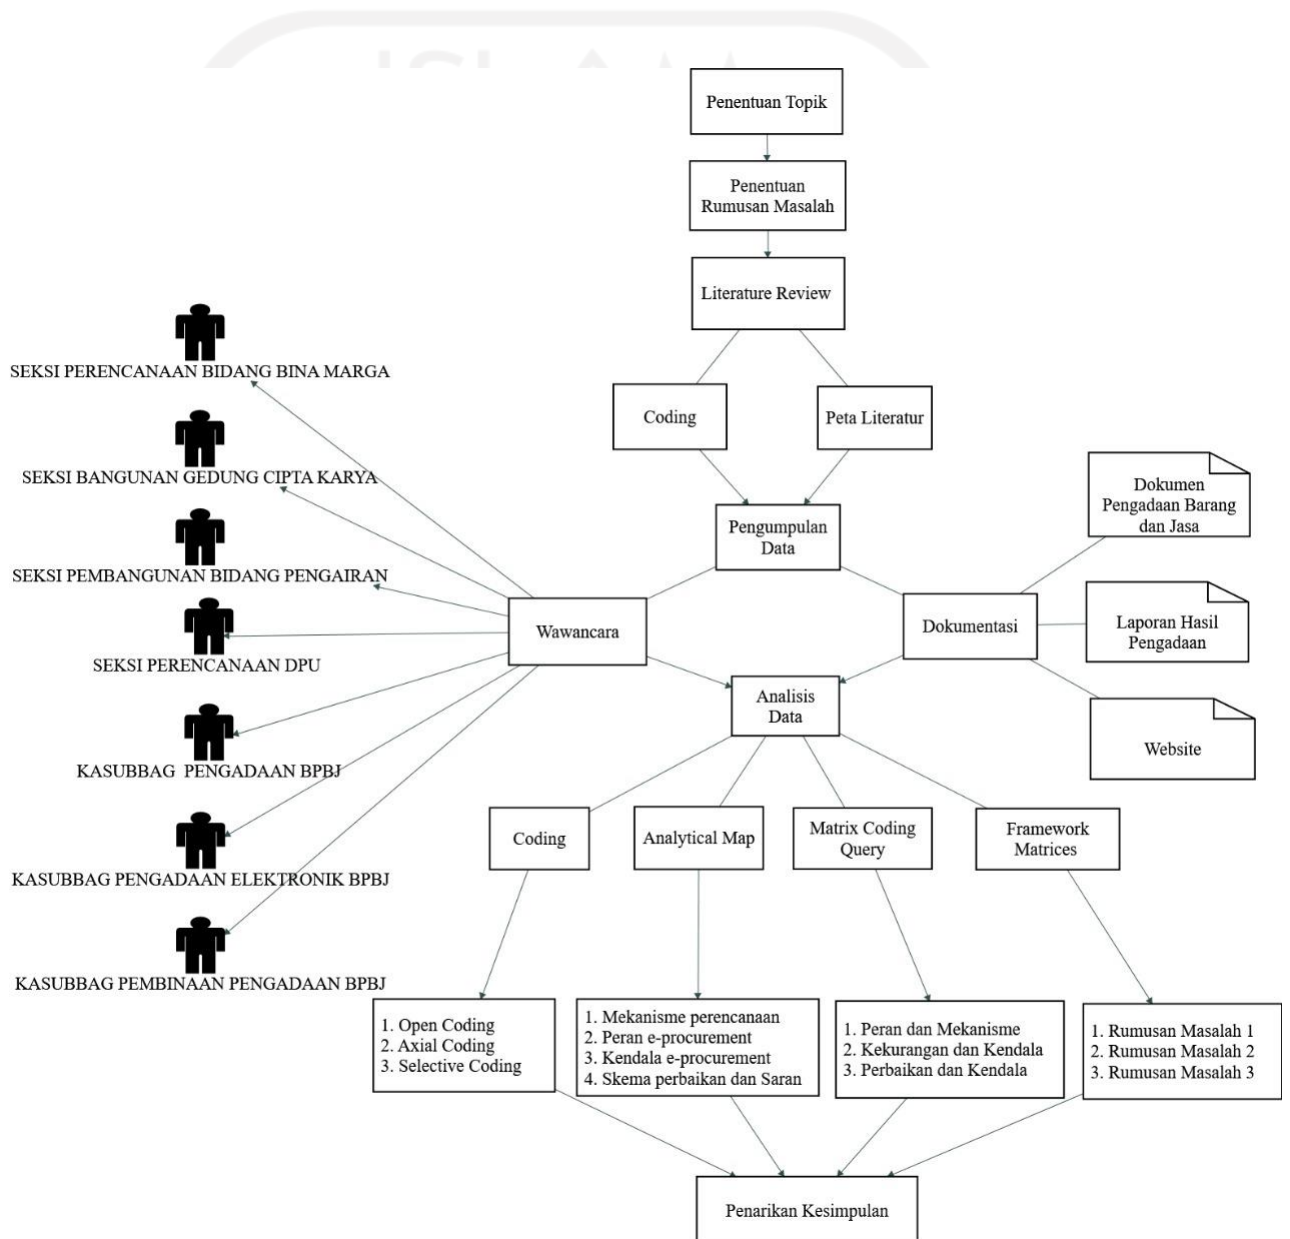 ISLAM
Penentuan Topik
Penentuan
Rumusan Masalah
Literature Review
Coding
Peta Literatur
Pengumpulan
Data
Wawancara
Dokumentasi
Dokumen
Pengadaan Barang
dan Jasa
Laporan Hasil
Pengadaan
Website
SEKSI PERENCANAAN BIDANG BINA MARGA
SEKSI BANGUNAN GEDUNG CIPTA KARYA
SEKSI PEMBANGUNAN BIDANG PENGAIRAN
SEKSI PERENCANAAN DPU
KASUBBAG PENGADAAN BPBJ
KASUBBAG PENGADAAN ELEKTRONIK BPBJ
KASUBBAG PEMBINAAN PENGADAAN BPBJ
Analisis
Data
Coding
Analytical Map
Matrix Coding
Query
Framework
Matrices
1. Open Coding
2. Axial Coding
3. Selective Coding
1. Mekanisme perencanaan
2. Peran e-procurement
3. Kendala e-procurement
4. Skema perbaikan dan Saran
1. Peran dan Mekanisme
2. Kekurangan dan Kendala
3. Perbaikan dan Kendala
1. Rumusan Masalah 1
2. Rumusan Masalah 2
3. Rumusan Masalah 3
Penarikan Kesimpulan